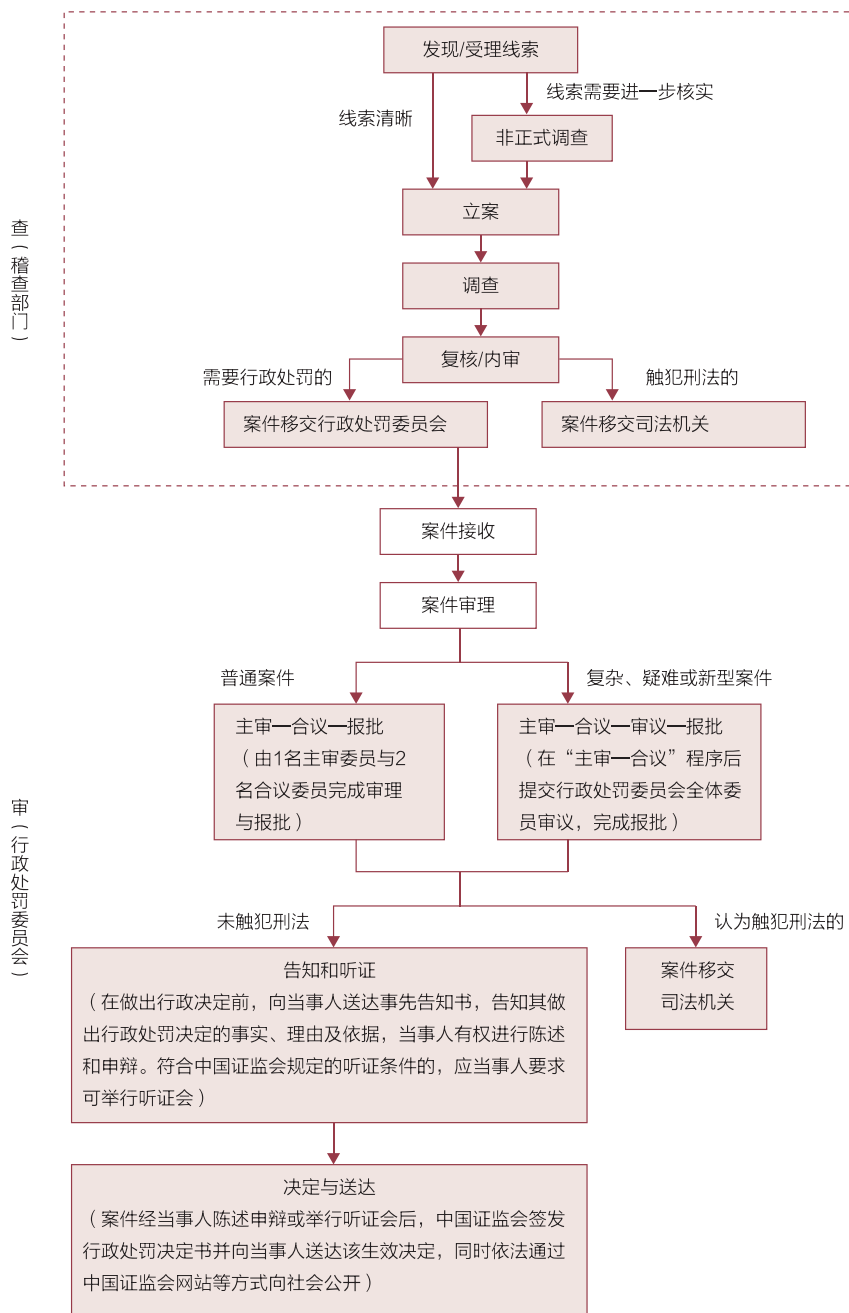 发现/受理线索
线索清晰
线索需要进一步核实
非正式调查
立案
调查
复核/内审
需要行政处罚的
触犯刑法的
案件移交行政处罚委员会
案件移交司法机关
查（稽查部门）
案件接收
案件审理
普通案件
复杂、疑难或新型案件
主审—合议—报批
（由1名主审委员与2
名合议委员完成审理
与报批）
主审—合议—审议—报批
（在“主审—合议”程序后
提交行政处罚委员会全体委
员审议，完成报批）
审（行政处罚委员会）
未触犯刑法
认为触犯刑法的
告知和听证
（在做出行政决定前，向当事人送达事先告知书，告知其做
出行政处罚决定的事实、理由及依据，当事人有权进行陈述
和申辩。符合中国证监会规定的听证条件的，应当事人要求
可举行听证会）
案件移交
司法机关
决定与送达
（案件经当事人陈述申辩或举行听证会后，中国证监会签发
行政处罚决定书并向当事人送达该生效决定，同时依法通过
中国证监会网站等方式向社会公开）